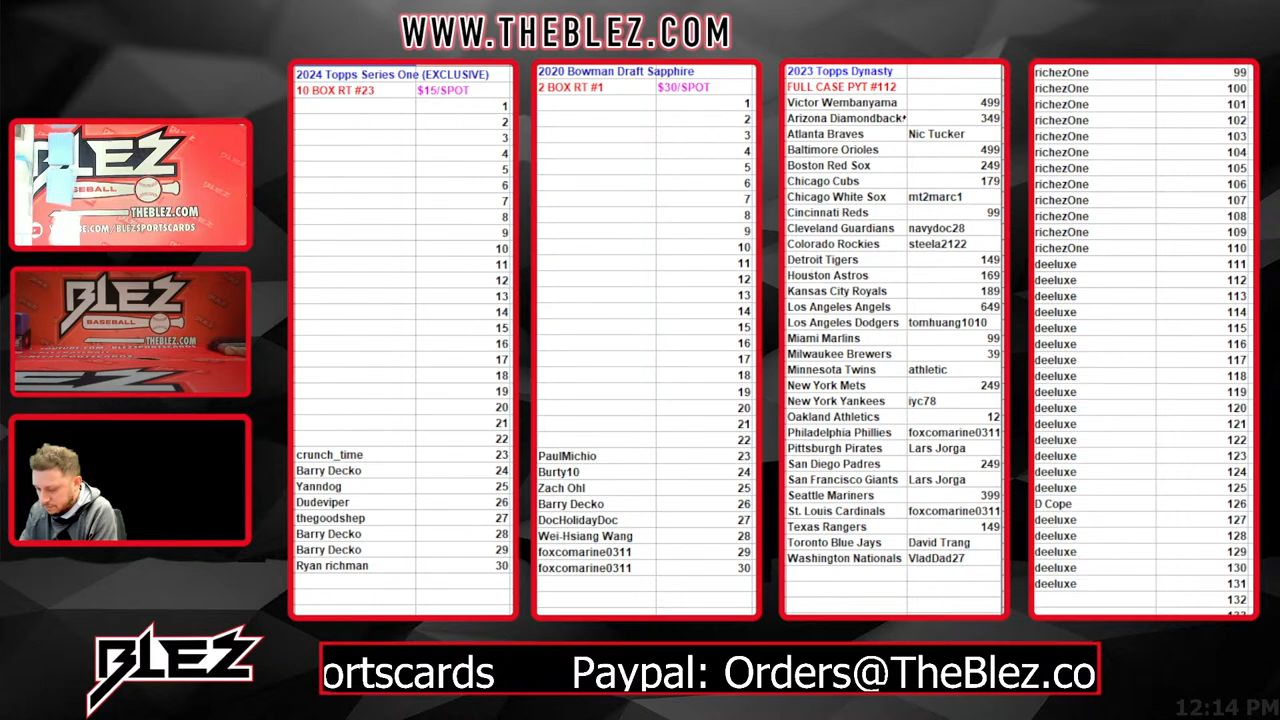 WWW.THEBLEZ.COM
BLEZ
BASEBALL
THEBLEZ.COM
BLEZ
BASEBALL
THEBLEZ.COM
2024 Topps Series One (EXCLUSIVE)
10 BOX RT #23 $15/SPOT
1
2
3
4
5
6
7
8
9
10
11
12
13
14
15
16
17
18
19
20
21
22
crunch_time 23
Barry Decko 24
Yanndog 25
Dudeviper 26
thegoodshep 27
Barry Decko 28
Barry Decko 29
Ryan richman 30
2020 Bowman Draft Sapphire
2 BOX RT #1 $30/SPOT
1
2
3
4
5
6
7
8
9
10
11
12
13
14
15
16
17
18
19
20
21
22
PaulMichio 23
Burty10 24
Zach Ohl 25
Barry Decko 26
DocHolidayDoc 27
Wei-Hsiang Wang 28
foxcomarine0311 29
foxcomarine0311 30
2023 Topps Dynasty
FULL CASE PYT #112
Victor Wembanyama 499
Arizona Diamondback 349
Atlanta Braves Nic Tucker
Baltimore Orioles 499
Boston Red Sox 249
Chicago Cubs 179
Chicago White Sox mt2marc1
Cincinnati Reds 99
Cleveland Guardians navydoc28
Colorado Rockies steela2122
Detroit Tigers 149
Houston Astros 169
Kansas City Royals 189
Los Angeles Angels 649
Los Angeles Dodgers tomhuang1010
Miami Marlins 99
Milwaukee Brewers 39
Minnesota Twins athletic
New York Mets 249
New York Yankees iyc78
Oakland Athletics 12
Philadelphia Phillies foxcomarine0311
Pittsburgh Pirates Lars Jorga
San Diego Padres 249
San Francisco Giants Lars Jorga
Seattle Mariners 399
St. Louis Cardinals foxcomarine0311
Texas Rangers 149
Toronto Blue Jays David Trang
Washington Nationals VladDad27
richezOne 99
richezOne 100
richezOne 101
richezOne 102
richezOne 103
richezOne 104
richezOne 105
richezOne 106
richezOne 107
richezOne 108
richezOne 109
richezOne 110
deeluxe 111
deeluxe 112
deeluxe 113
deeluxe 114
deeluxe 115
deeluxe 116
deeluxe 117
deeluxe 118
deeluxe 119
deeluxe 120
deeluxe 121
deeluxe 122
deeluxe 123
deeluxe 124
deeluxe 125
D Cope 126
deeluxe 127
deeluxe 128
deeluxe 129
deeluxe 130
deeluxe 131
132
BLEZ
ortscards Paypal: Orders@TheBlez.co
12:14 PM